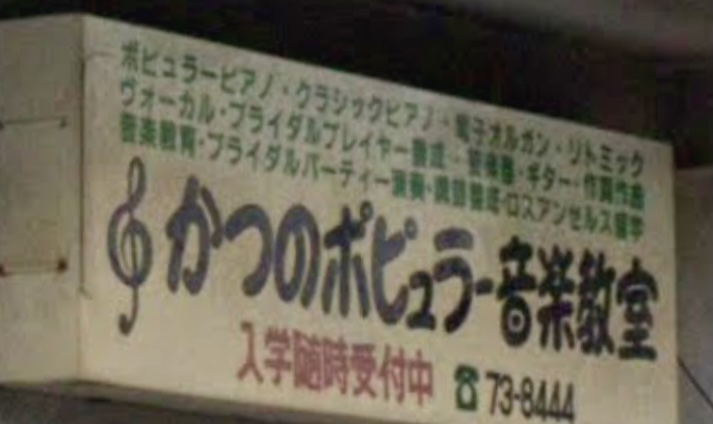 ポピュラーピアノ・クラシックピアノ・電子オルガン・リトミック
ヴォーカル・ブライダルプレイヤー養成・管楽器・ギター・作詞作曲
音楽教育・ブライダルパーティー演奏・講師養成・ロスアンゼルス留学
かつのポピュラー音楽教室
入学随時受付中
☎ 73-8444